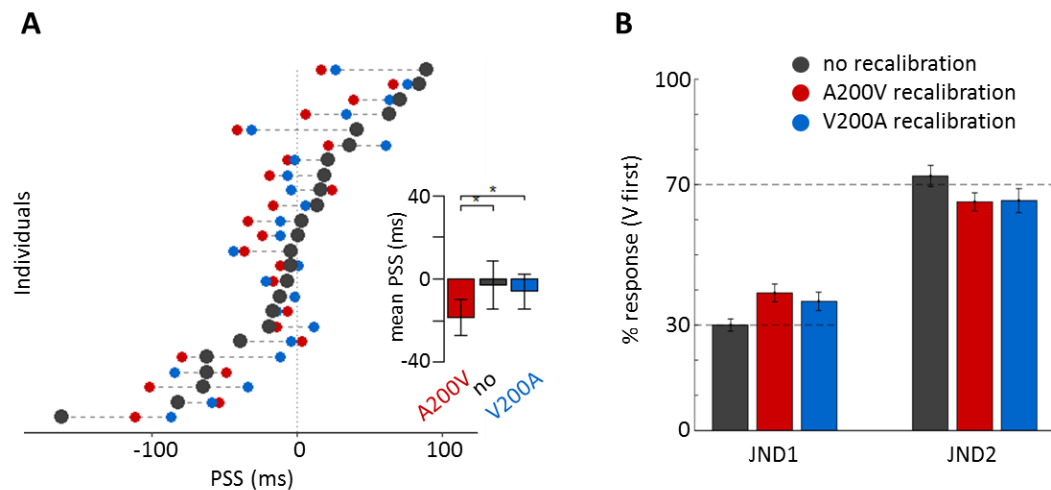 A
Individuals
-100
0
100
PSS (ms)
mean PSS (ms)
40
0
-40
*
*
A200V
no
V200A
B
no recalibration
A200V recalibration
V200A recalibration
% response (V first)
100
70
30
0
JND1
JND2